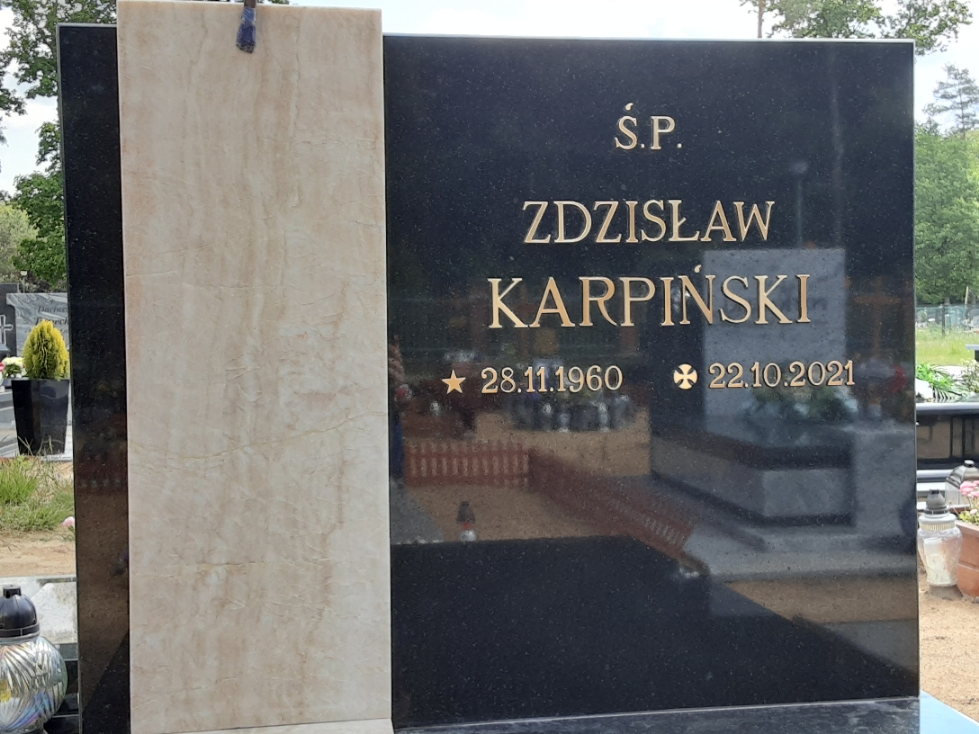 Ś.P.
ZDZISŁAW
KARPIŃSKI
28.11.1960 22.10.2021